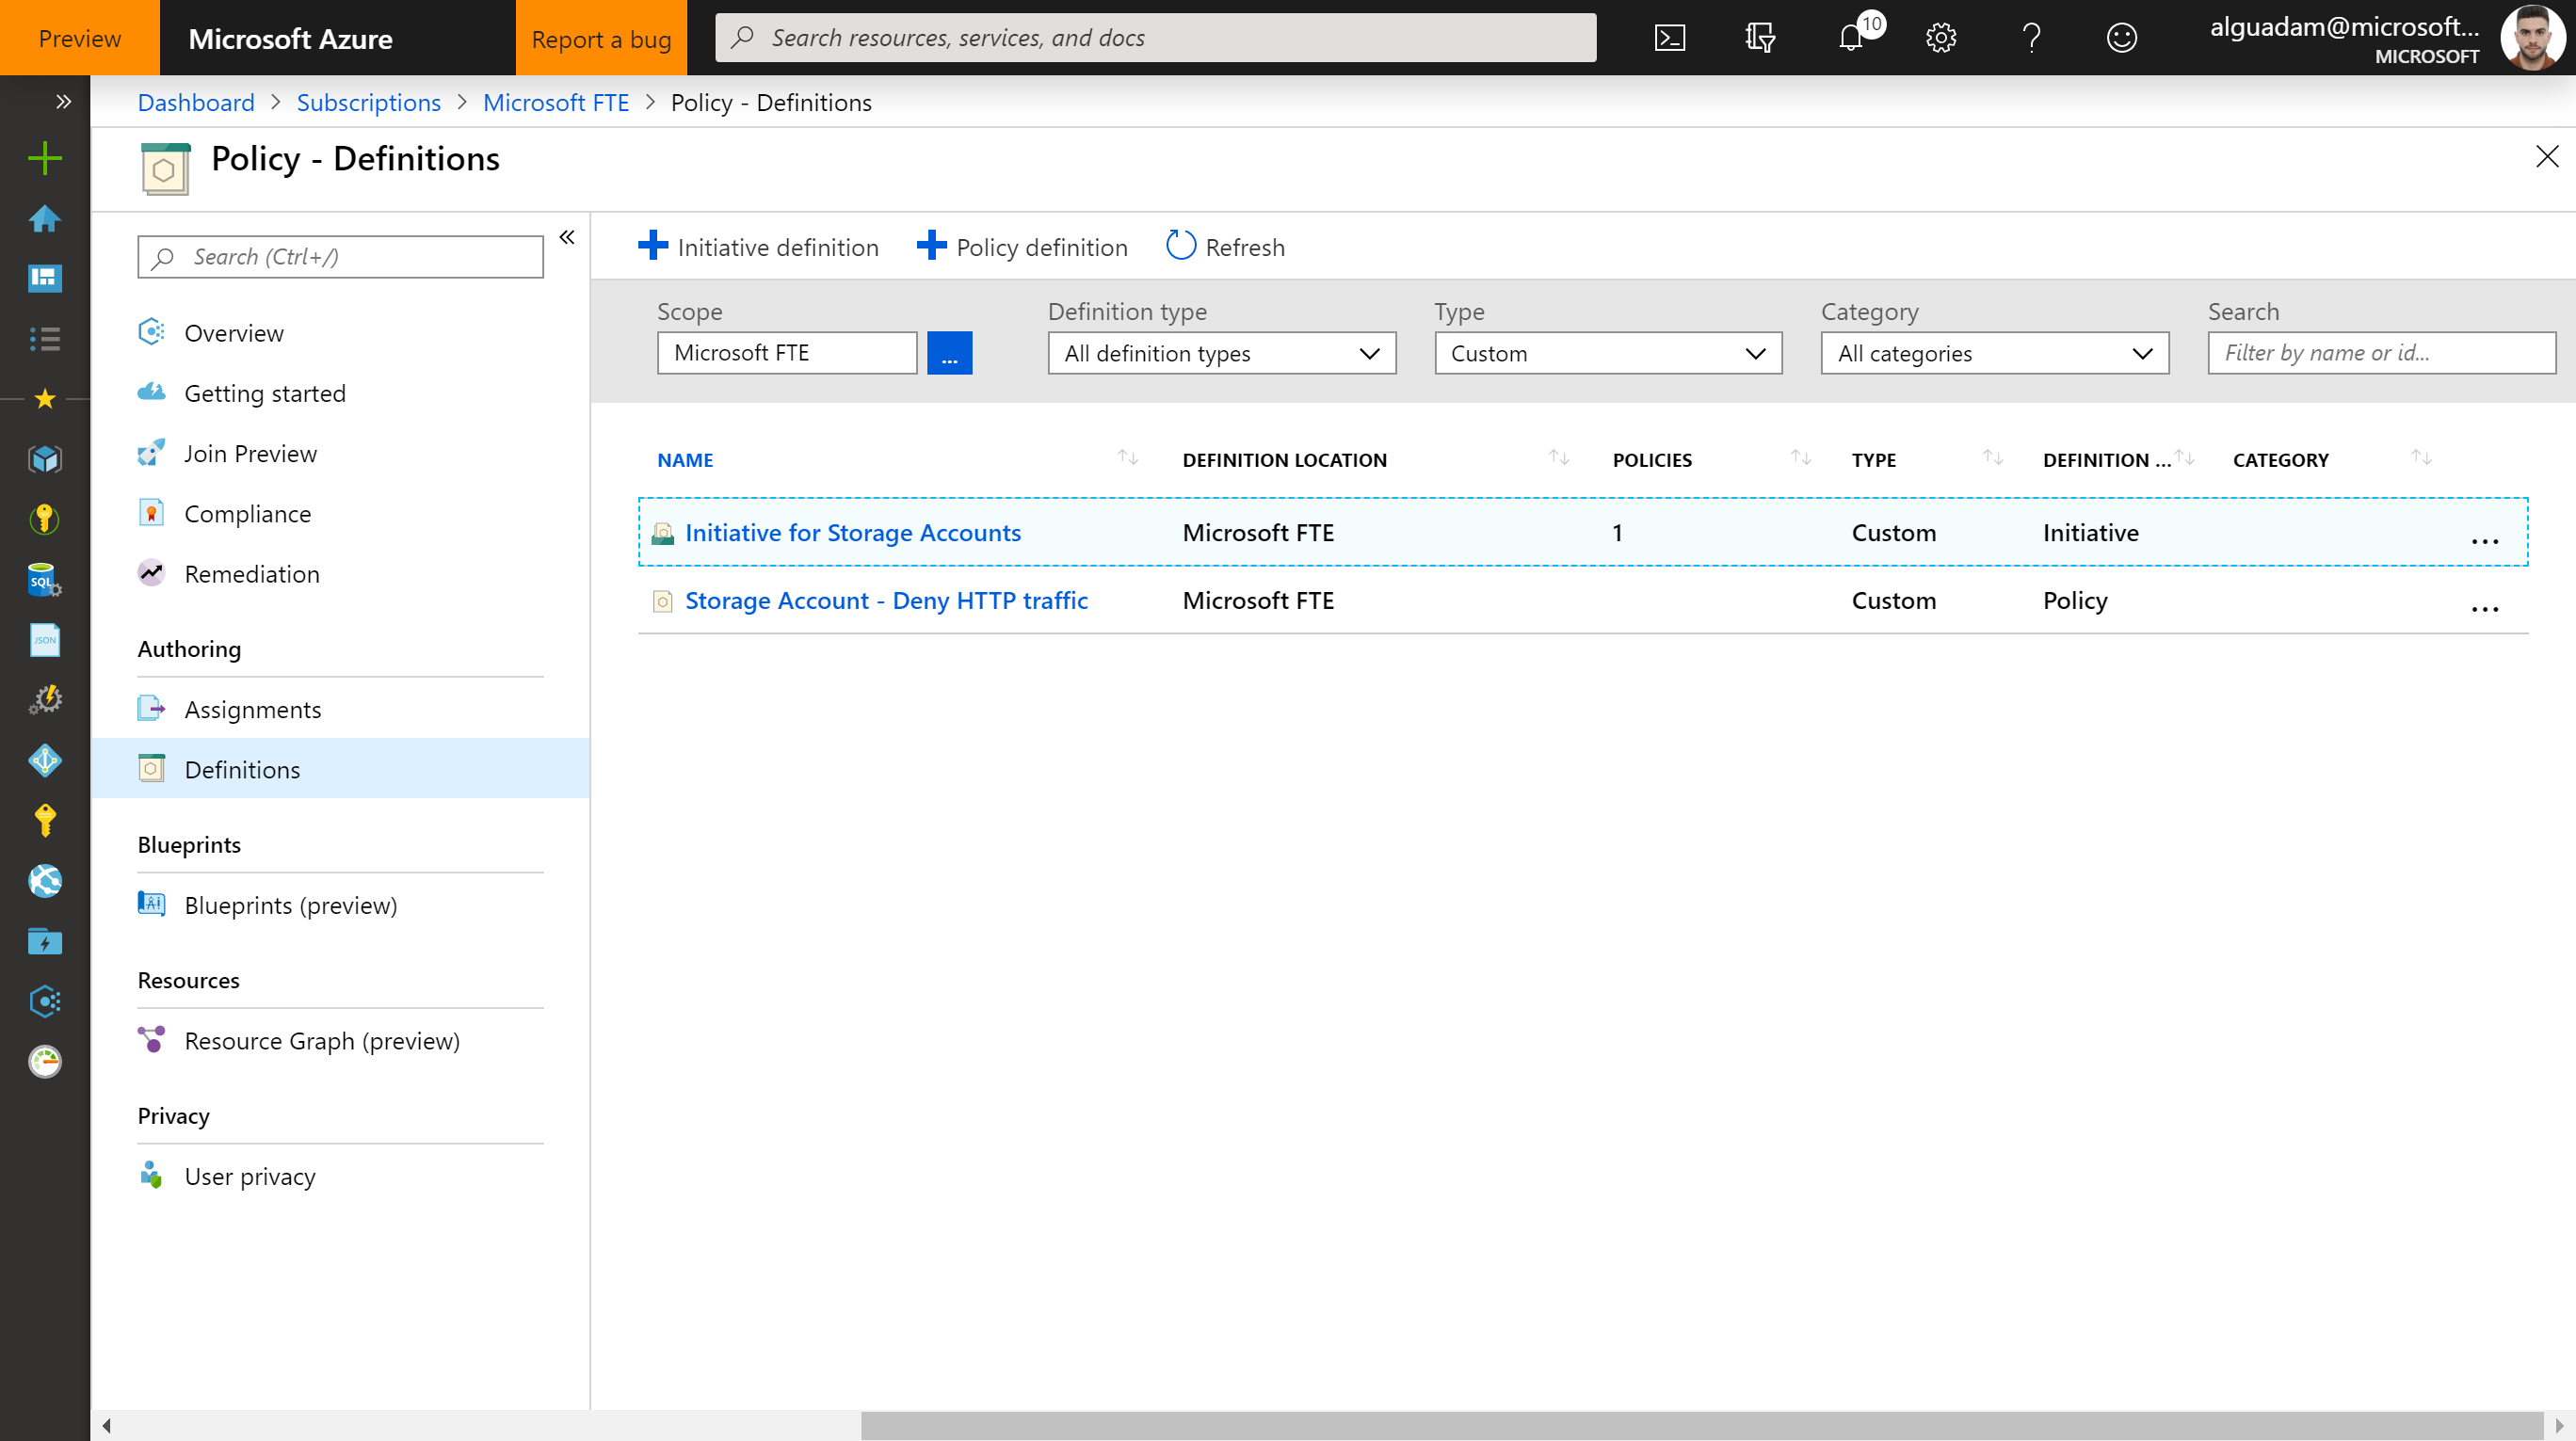 Preview
Microsoft Azure
Report a bug
Search resources, services, and docs
10
alguadam@microsoft...
MICROSOFT
Dashboard > Subscriptions > Microsoft FTE > Policy - Definitions
Policy - Definitions
Search (Ctrl+/)
Overview
Getting started
Join Preview
Compliance
Remediation
Authoring
Assignments
Definitions
Blueprints
Blueprints (preview)
Resources
Resource Graph (preview)
Privacy
User privacy
Initiative definition
Policy definition
Refresh
Scope
Microsoft FTE
...
Definition type
All definition types
Type
Custom
Category
All categories
Search
Filter by name or id...
NAME DEFINITION LOCATION POLICIES TYPE DEFINITION ... CATEGORY
Initiative for Storage Accounts Microsoft FTE 1 Custom Initiative ...
Storage Account - Deny HTTP traffic Microsoft FTE Custom Policy ...
SQL
JSON